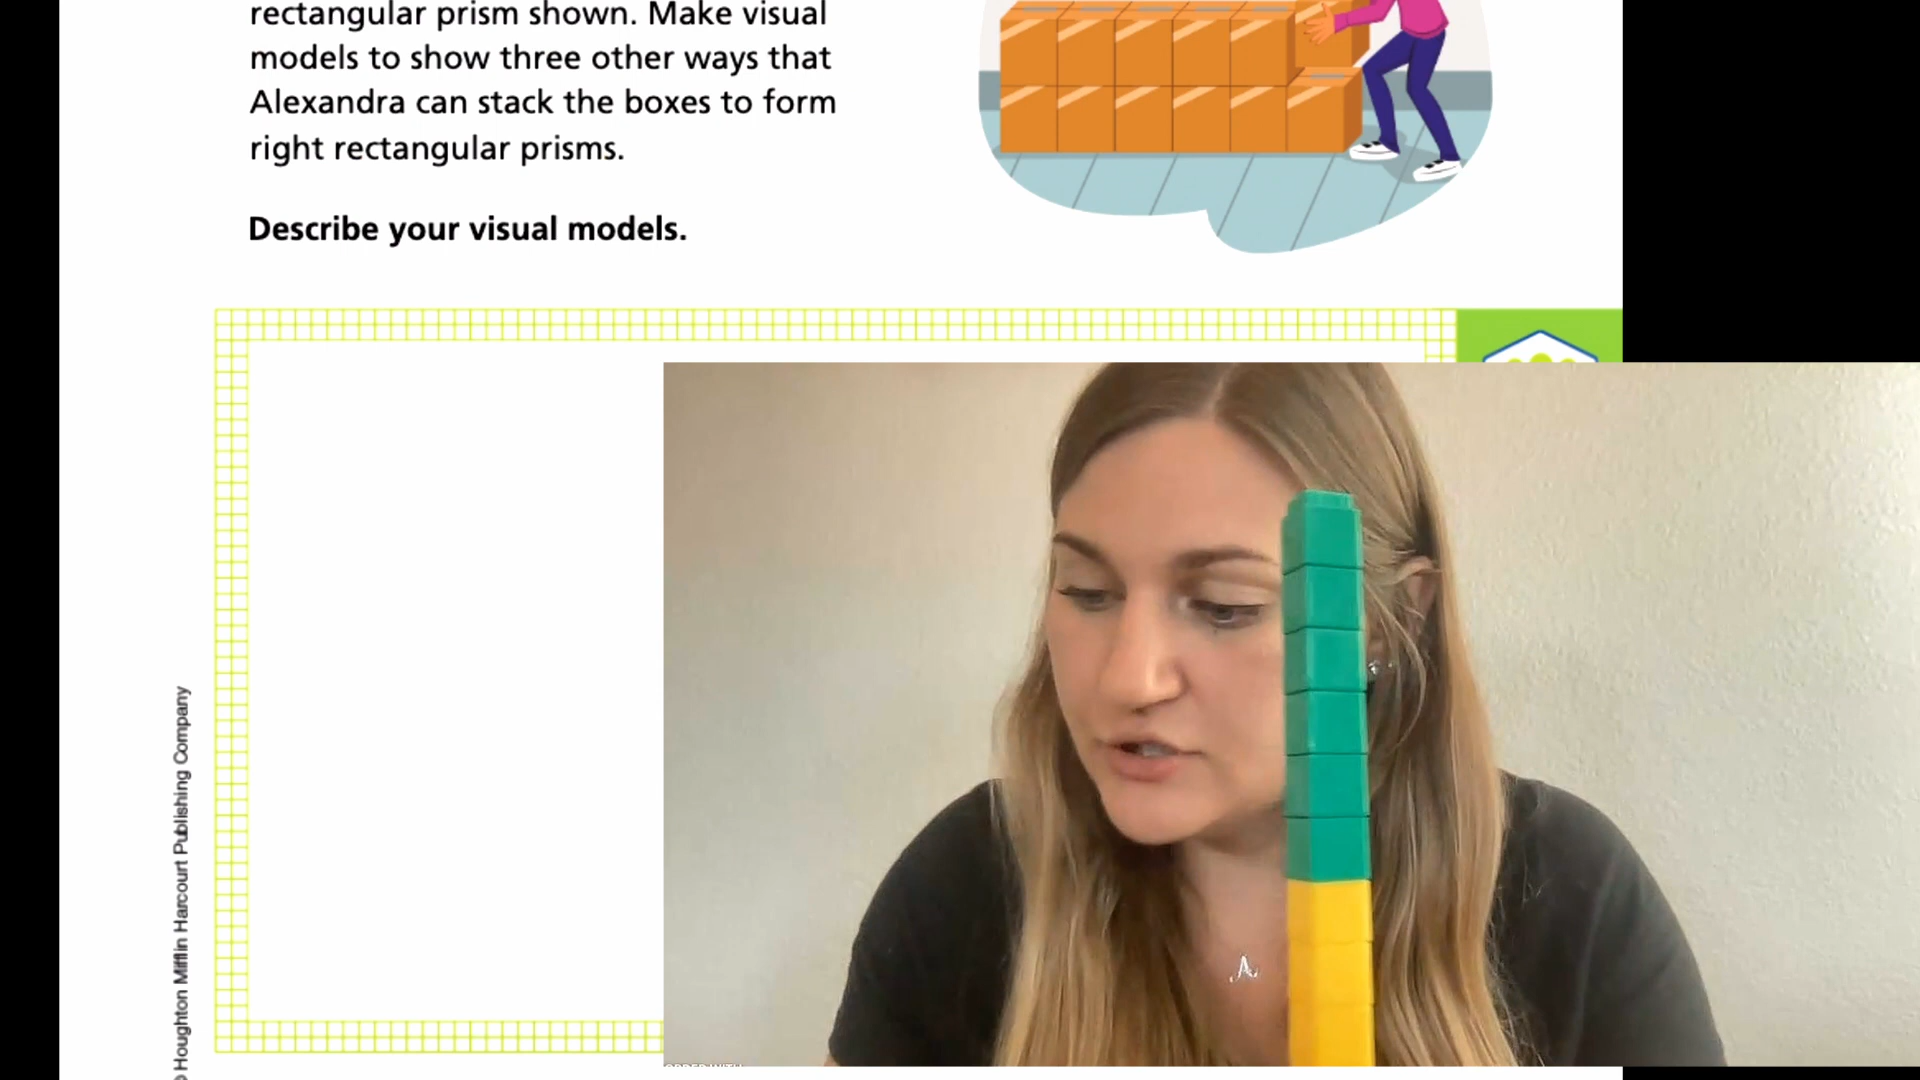 rectangular prism shown. Make visual
models to show three other ways that
Alexandra can stack the boxes to form
right rectangular prisms.
Describe your visual models.
Houghton Mifflin Harcourt Publishing Company
A